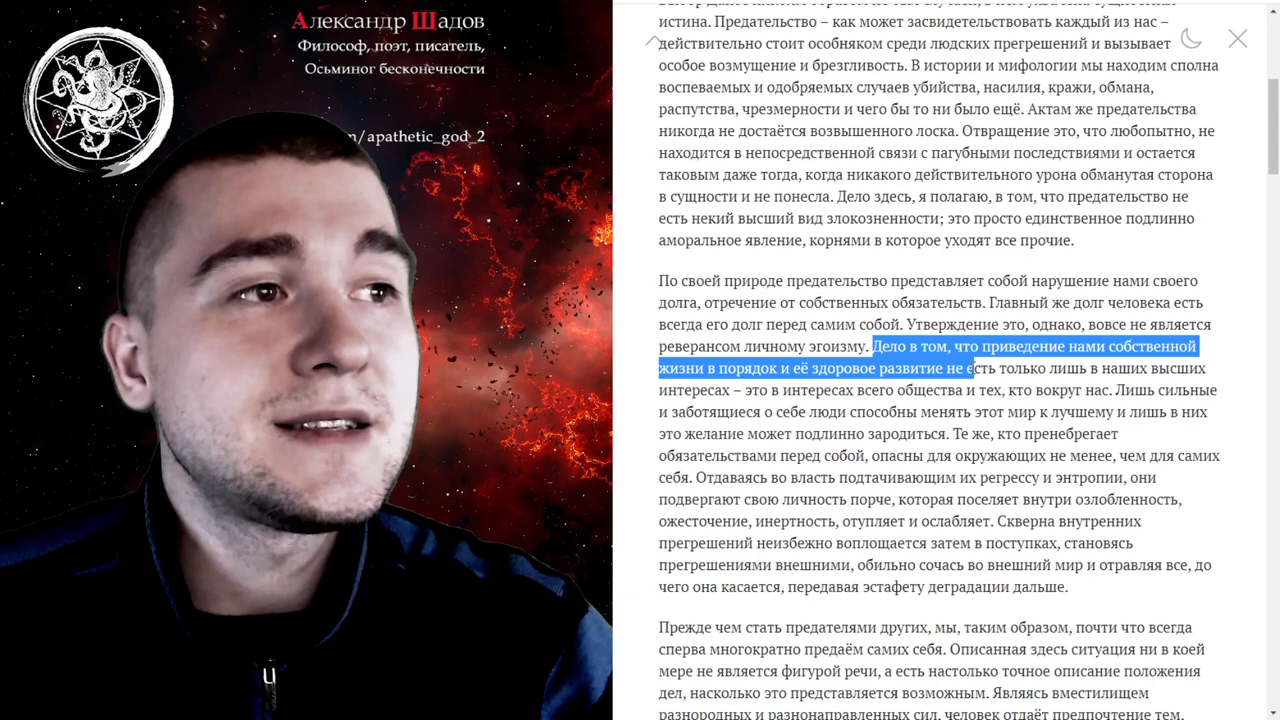 Александр Шадов
Философ, поэт, писатель,
Осьминог бесконечности
/apathetic_god_2
истина. Предательство – как может засвидетельствовать каждый из нас –
действительно стоит особняком среди людских прегрешений и вызывает
особое возмущение и брезгливость. В истории и мифологии мы находим сполна
воспеваемых и одобряемых случаев убийства, насилия, кражи, обмана,
распутства, чрезмерности и чего бы то ни было ещё. Актам же предательства
никогда не достаётся возвышенного лоска. Отвращение это, что любопытно, не
находится в непосредственной связи с пагубными последствиями и остается
таковым даже тогда, когда никакого действительного урона обманутая сторона
в сущности и не понесла. Дело здесь, я полагаю, в том, что предательство не
есть некий высший вид злокозненности; это просто единственное подлинно
аморальное явление, корнями в которое уходят все прочие.
По своей природе предательство представляет собой нарушение нами своего
долга, отречение от собственных обязательств. Главный же долг человека есть
всегда его долг перед самим собой. Утверждение это, однако, вовсе не является
реверансом личному эгоизму. Дело в том, что приведение нами собственной
жизни в порядок и её здоровое развитие не есть только лишь в наших высших
интересах – это в интересах всего общества и тех, кто вокруг нас. Лишь сильные
и заботящиеся о себе люди способны менять этот мир к лучшему и лишь в них
это желание может подлинно зародиться. Те же, кто пренебрегает
обязательствами перед собой, опасны для окружающих не менее, чем для самих
себя. Отдаваясь во власть подтачивающим их регрессу и энтропии, они
подвергают свою личность порче, которая поселяет внутри озлобленность,
ожесточение, инертность, отупляет и ослабляет. Скверна внутренних
прегрешений неизбежно воплощается затем в поступках, становясь
прегрешениями внешними, обильно сочась во внешний мир и отравляя все, до
чего она касается, передавая эстафету деградации дальше.
Прежде чем стать предателями других, мы, таким образом, почти что всегда
сперва многократно предаём самих себя. Описанная здесь ситуация ни в коей
мере не является фигурой речи, а есть настолько точное описание положения
дел, насколько это представляется возможным. Являясь вместилищем
разнородных и разнонаправленных сил, человек отдаёт предпочтение тем,